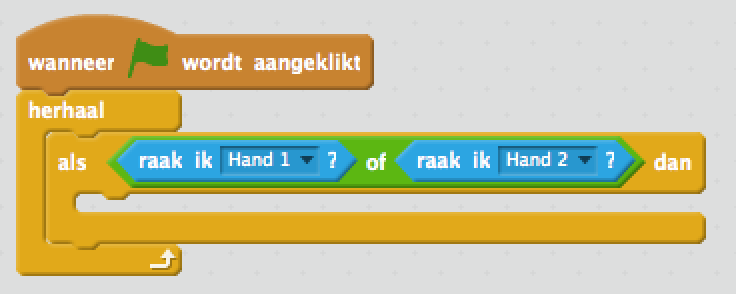 wanneer wordt aangeklikt
herhaal
als raak ik Hand 1 ? of raak ik Hand 2 ? dan